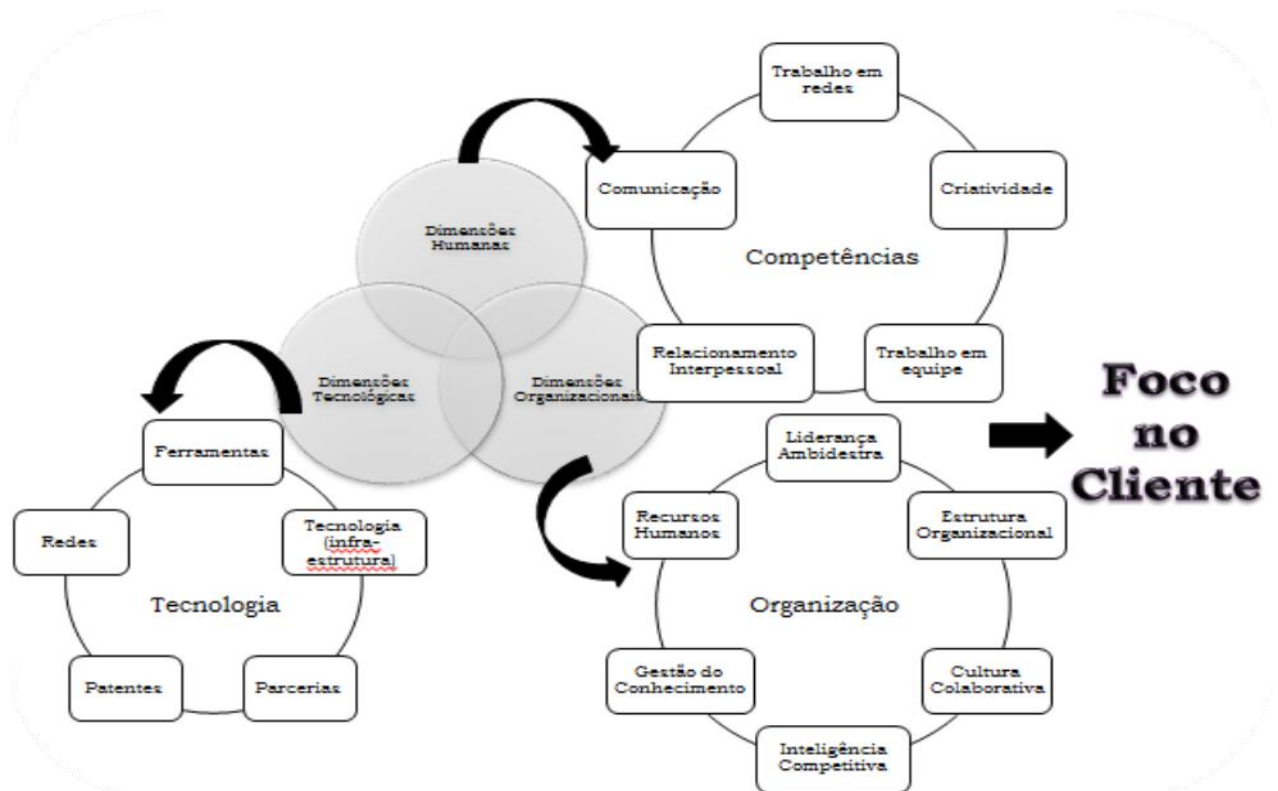 Trabalho em
redes
Comunicação
Criatividade
Competências
Relacionamento
Interpessoal
Trabalho em
equipe
Dimensões
Humanas
Dimensões
Tecnológicas
Dimensões
Organizacionais
Ferramentas
Redes
Tecnologia
(infra-
estrutura)
Tecnologia
Patentes
Parcerias
Liderança
Ambidestra
Recursos
Humanos
Estrutura
Organizacional
Organização
Gestão do
Conhecimento
Cultura
Colaborativa
Inteligência
Competitiva
Foco
no
Cliente